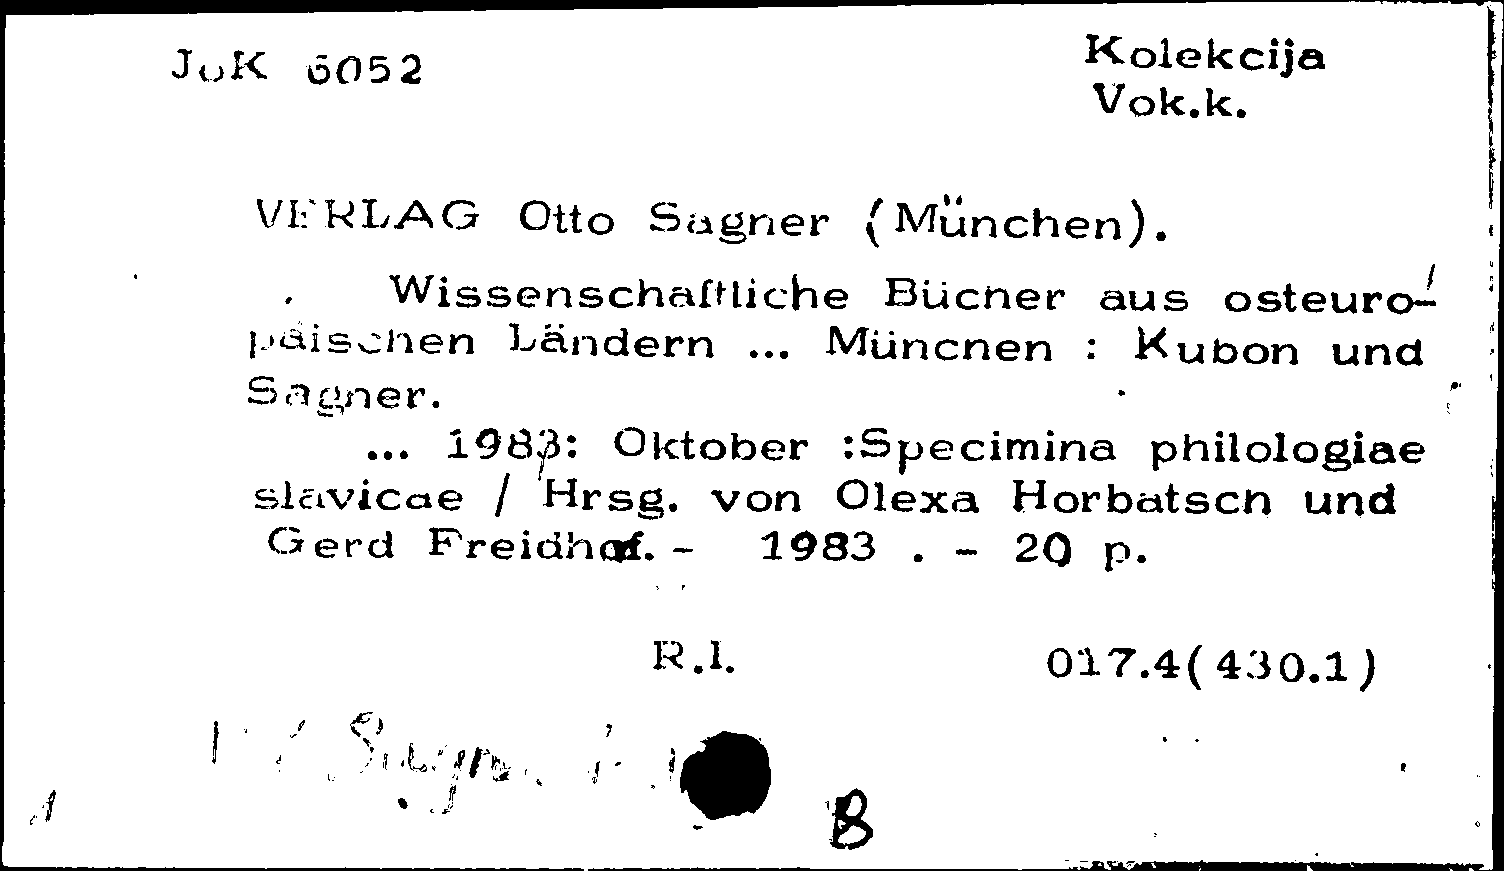 JoK 6052
Kolekcija
Vok.k.
VERLAG Otto Sagner (München).
Wissenschaftliche Bücher aus osteuro-
päischen Ländern ... München : Kubon und
Sagner.
... 1983: Oktober :Specimina philologiae
slavicae / Hrsg. von Olexa Horbatsch und
Gerd Freidhof. - 1983 . - 20 p.
R.l. 017.4(430.1)
B